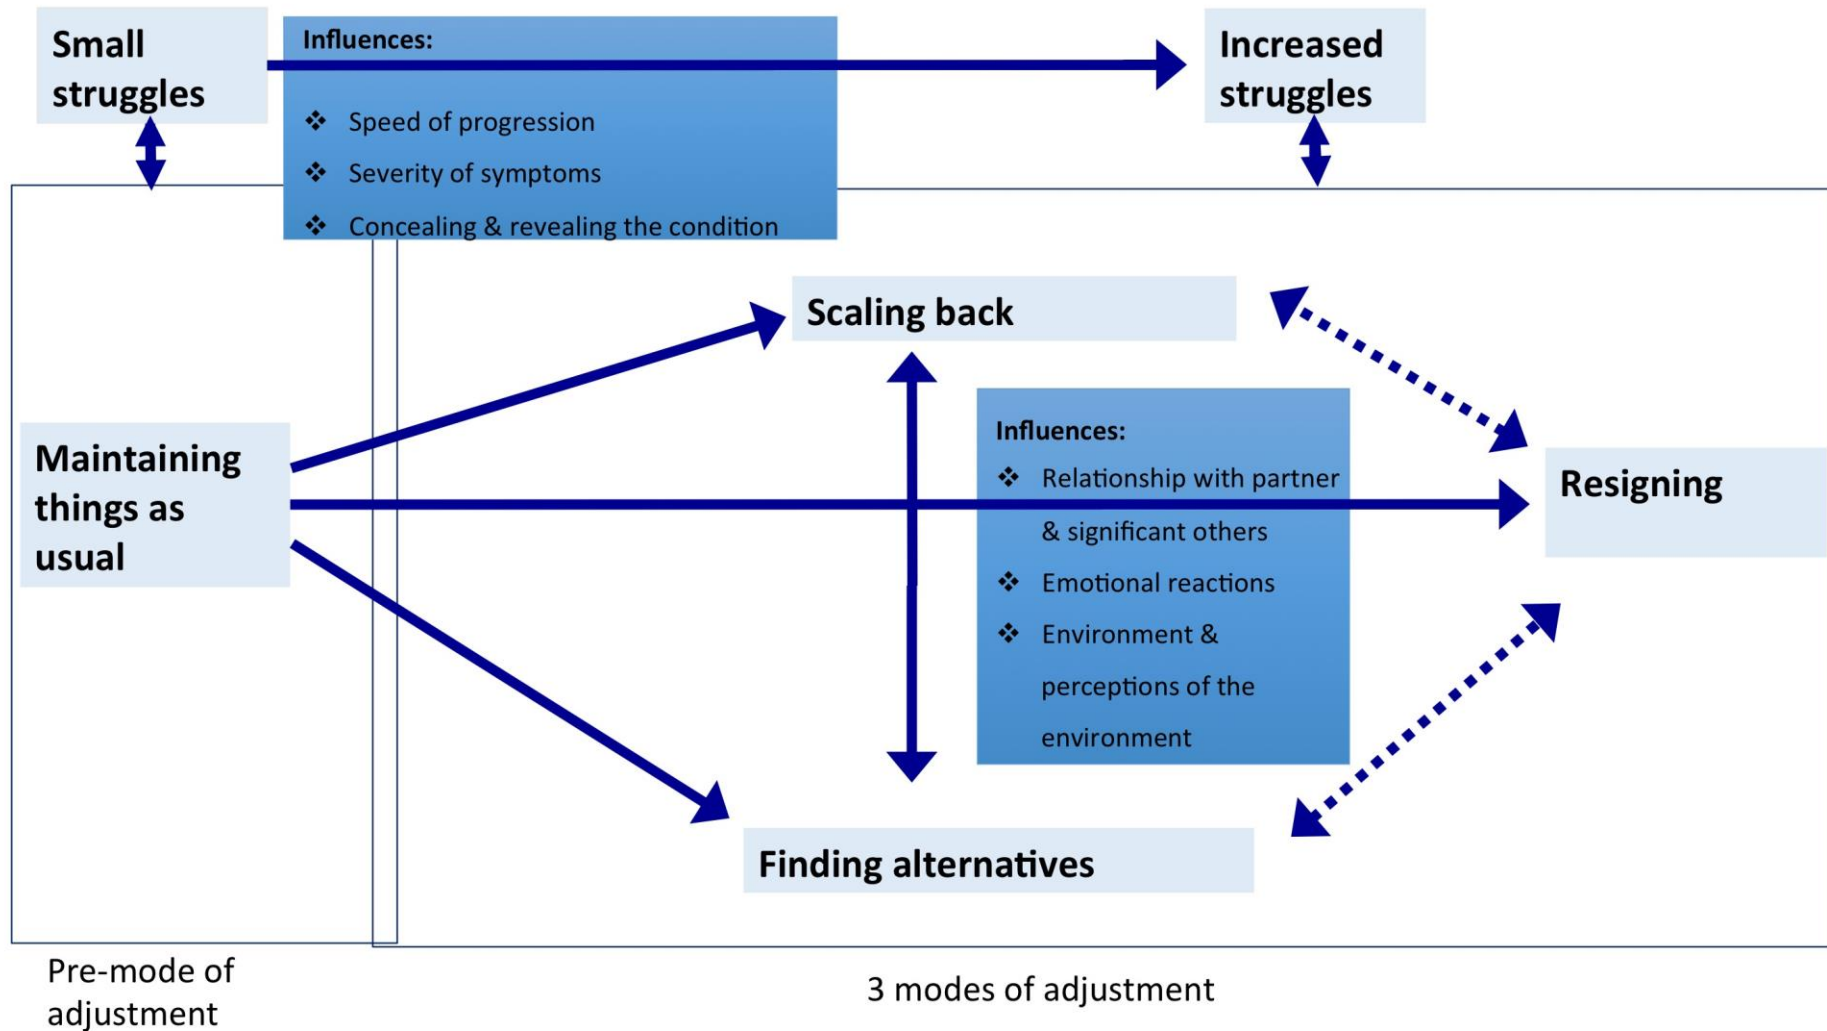 Small
struggles
Influences:
❖ Speed of progression
❖ Severity of symptoms
❖ Concealing & revealing the condition
Increased
struggles
Scaling back
Maintaining
things as
usual
Influences:
❖ Relationship with partner
& significant others
❖ Emotional reactions
❖ Environment &
perceptions of the
environment
Resigning
Finding alternatives
Pre-mode of
adjustment
3 modes of adjustment